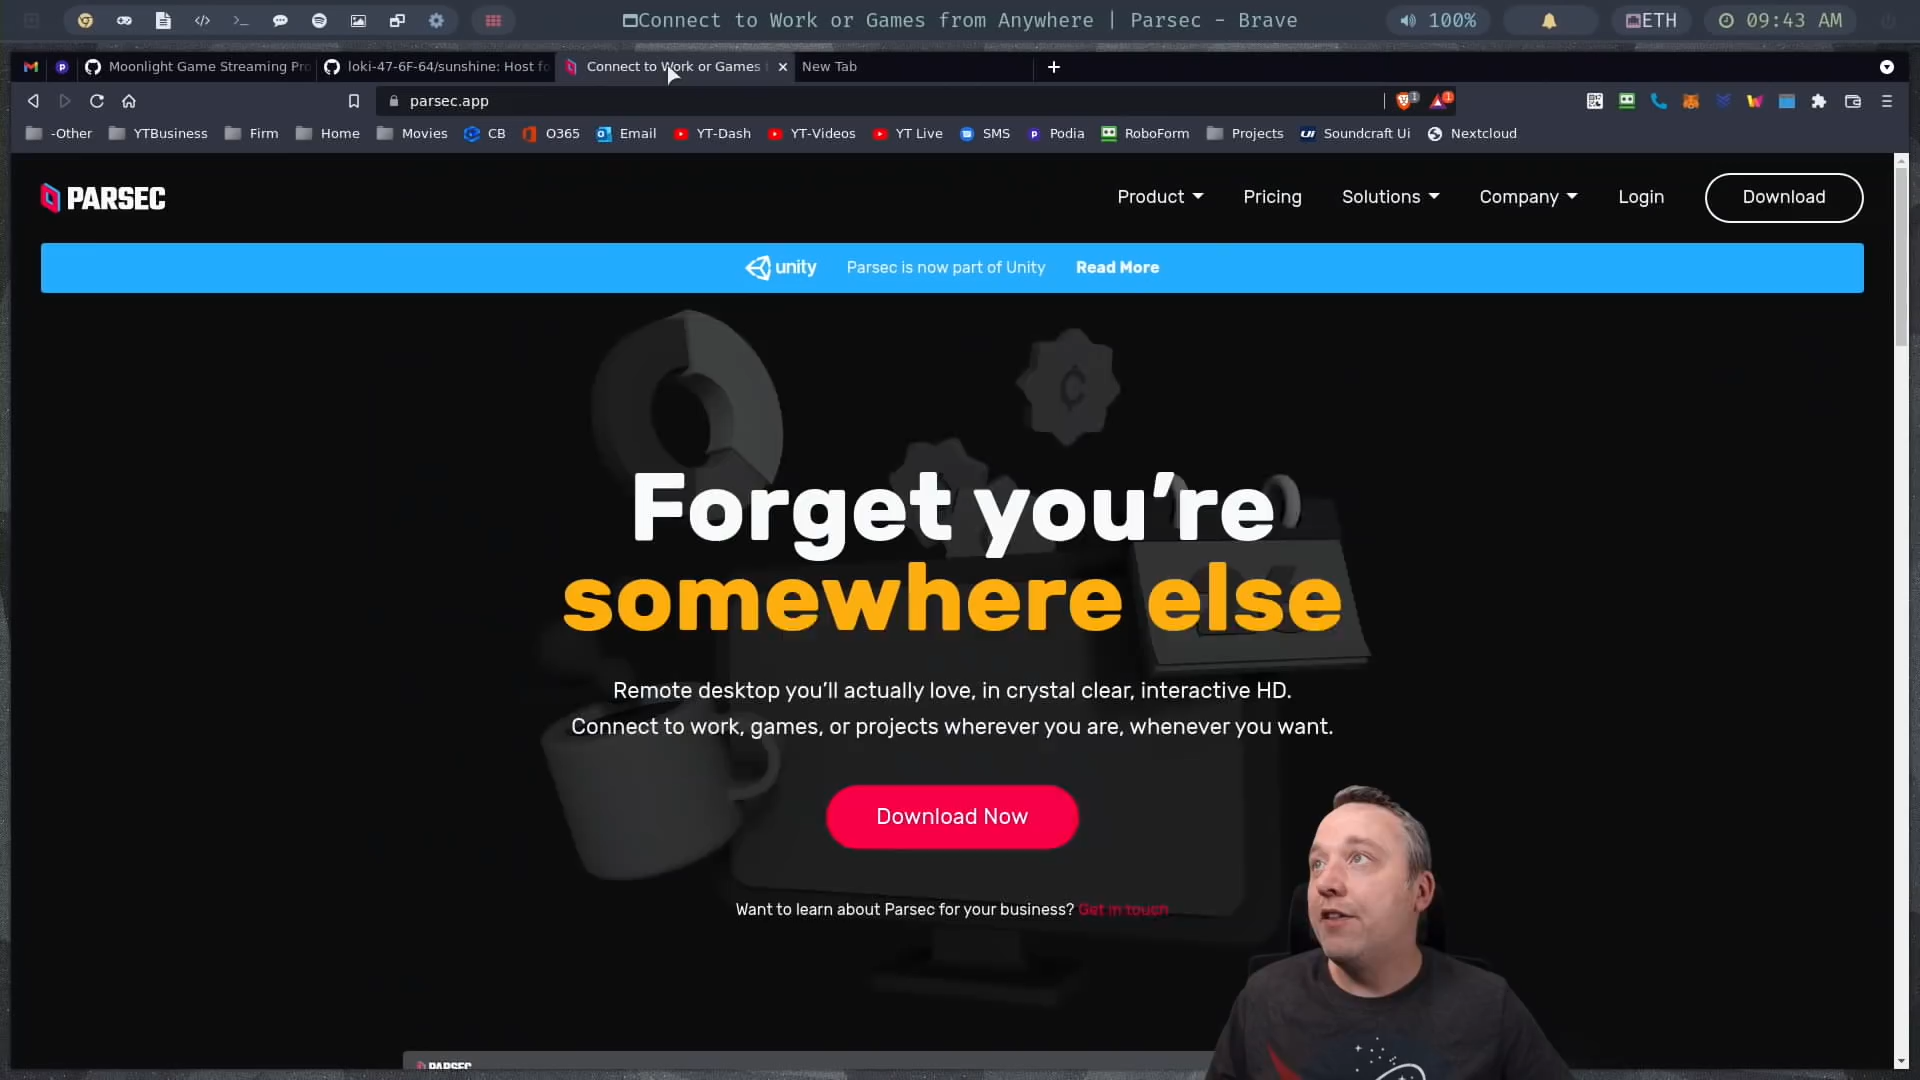 Connect to Work or Games from Anywhere | Parsec - Brave
100%
ETH
09:43 AM
Moonlight Game Streaming Pro
loki-47-6F-64/sunshine: Host fo
Connect to Work or Games
New Tab
parsec.app
-Other
YTBusiness
Firm
Home
Movies
CB
O365
Email
YT-Dash
YT-Videos
YT Live
SMS
Podia
RoboForm
Projects
Soundcraft Ui
Nextcloud
PARSEC
Product
Pricing
Solutions
Company
Login
Download
unity
Parsec is now part of Unity
Read More
Forget you're
somewhere else
Remote desktop you'll actually love, in crystal clear, interactive HD.
Connect to work, games, or projects wherever you are, whenever you want.
Download Now
Want to learn about Parsec for your business? Get in touch
PARSEC